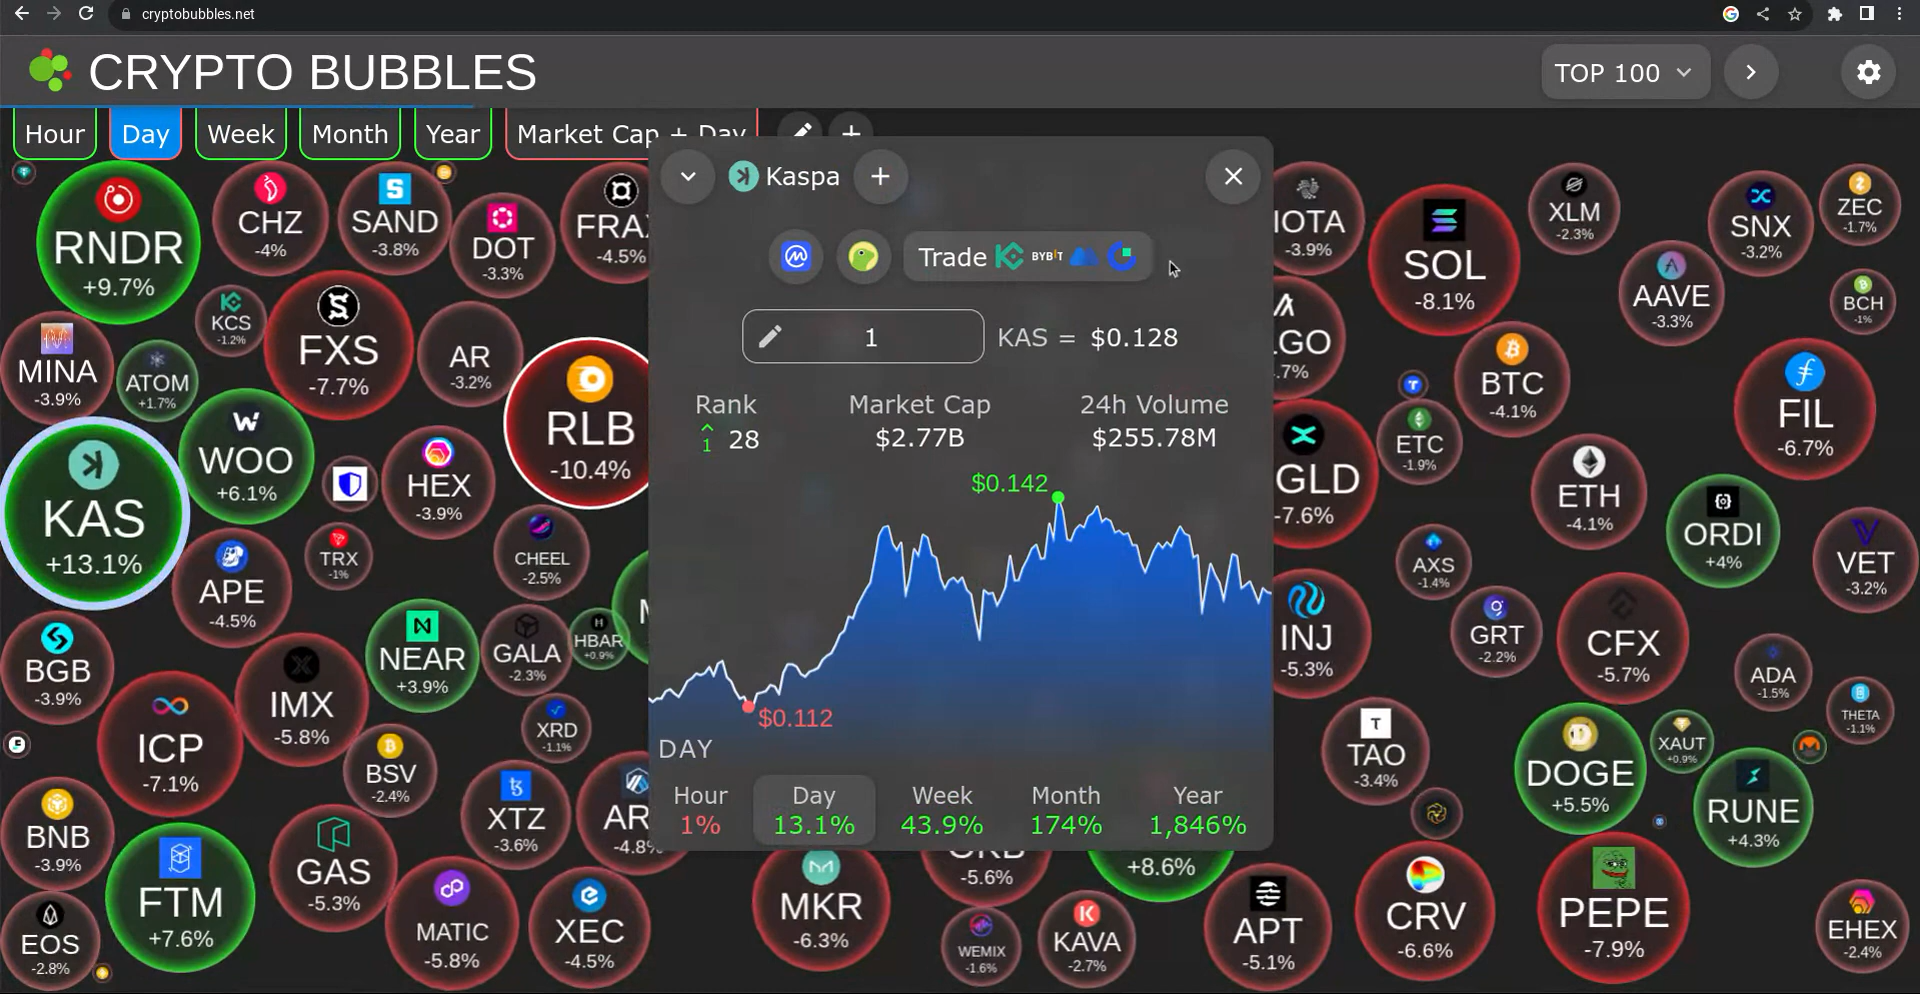 cryptobubbles.net
CRYPTO BUBBLES
TOP 100
Hour
Day
Week
Month
Year
Market Cap + Day
RNDR
+9.7%
CHZ
-4%
SAND
-3.8%
DOT
-3.3%
-4.5%
KCS
-1.2%
FXS
-7.7%
AR
-3.2%
MINA
-3.9%
ATOM
+1.7%
RLB
-10.4%
WOO
+6.1%
HEX
-3.9%
KAS
+13.1%
TRX
-1%
CHEEL
-2.5%
APE
-4.5%
BGB
-3.9%
NEAR
+3.9%
GALA
-2.3%
HBAR
+0.9%
IMX
-5.8%
ICP
-7.1%
XRD
-1.1%
BSV
-2.4%
XTZ
-3.6%
AR
-4.8%
BNB
-3.9%
FTM
+7.6%
GAS
-5.3%
MATIC
-5.8%
XEC
-4.5%
EOS
-2.8%
Kaspa
Trade
BYBIT
1
KAS = $0.128
Rank
1 28
Market Cap
$2.77B
24h Volume
$255.78M
$0.142
$0.112
DAY
Hour
1%
Day
13.1%
Week
43.9%
Month
174%
Year
1,846%
MKR
-6.3%
-5.6%
WEMIX
-1.6%
KAVA
-2.7%
+8.6%
IOTA
-3.9%
SOL
-8.1%
XLM
-2.3%
SNX
-3.2%
ZEC
-1.7%
AAVE
-3.3%
BCH
-1%
GO
.7%
BTC
-4.1%
FIL
-6.7%
ETC
-1.9%
GLD
-7.6%
ETH
-4.1%
ORDI
+4%
AXS
-1.4%
VET
-3.2%
INJ
-5.3%
GRT
-2.2%
CFX
-5.7%
ADA
-1.5%
THETA
-1.1%
TAO
-3.4%
DOGE
+5.5%
XAUT
+0.9%
RUNE
+4.3%
APT
-5.1%
CRV
-6.6%
PEPE
-7.9%
EHEX
-2.4%